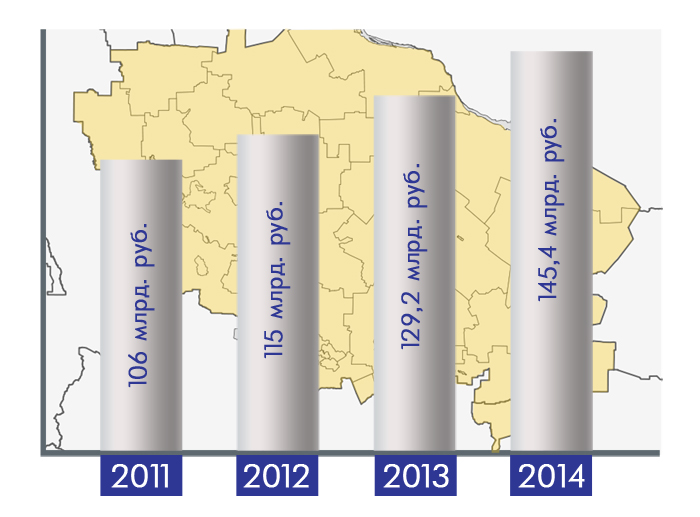 106 млрд. руб.
115 млрд. руб.
129,2 млрд. руб.
145,4 млрд. руб.
2011
2012
2013
2014